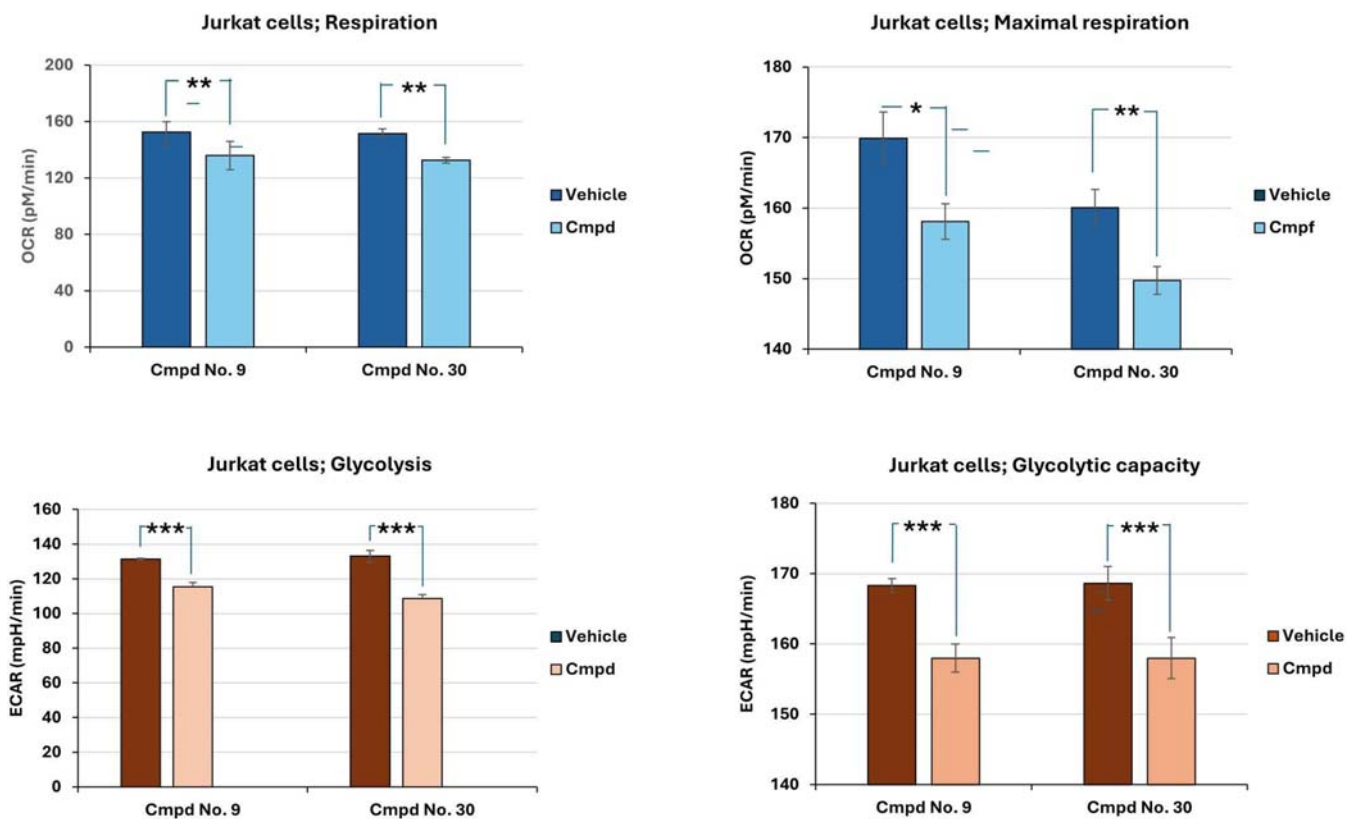 Jurkat cells; Respiration
OCR (pM/min)
200
160
120
80
40
0
**
**
Cmpd No. 9
Cmpd No. 30
Vehicle
Cmpd
Jurkat cells; Maximal respiration
OCR (pM/min)
180
170
160
150
140
*
**
Cmpd No. 9
Cmpd No. 30
Vehicle
Cmpf
Jurkat cells; Glycolysis
ECAR (mpH/min)
160
140
120
100
80
60
40
20
0
***
***
Cmpd No. 9
Cmpd No. 30
Vehicle
Cmpd
Jurkat cells; Glycolytic capacity
ECAR (mpH/min)
180
170
160
150
140
***
***
Cmpd No. 9
Cmpd No. 30
Vehicle
Cmpd